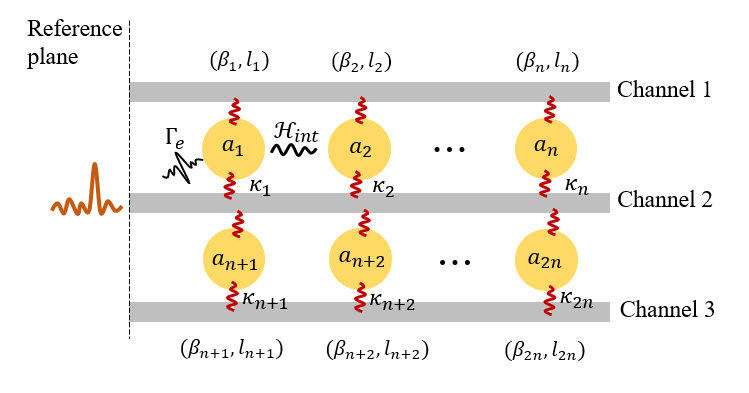 Reference
plane
(β₁, l₁)
(β₂, l₂)
(βₙ, lₙ)
Channel 1
Γₑ
a₁
ℋᵢₙₜ
a₂
...
aₙ
κ₁
κ₂
κₙ
Channel 2
aₙ₊₁
aₙ₊₂
...
a₂ₙ
κₙ₊₁
κₙ₊₂
κ₂ₙ
Channel 3
(βₙ₊₁, lₙ₊₁)
(βₙ₊₂, lₙ₊₂)
(β₂ₙ, l₂ₙ)